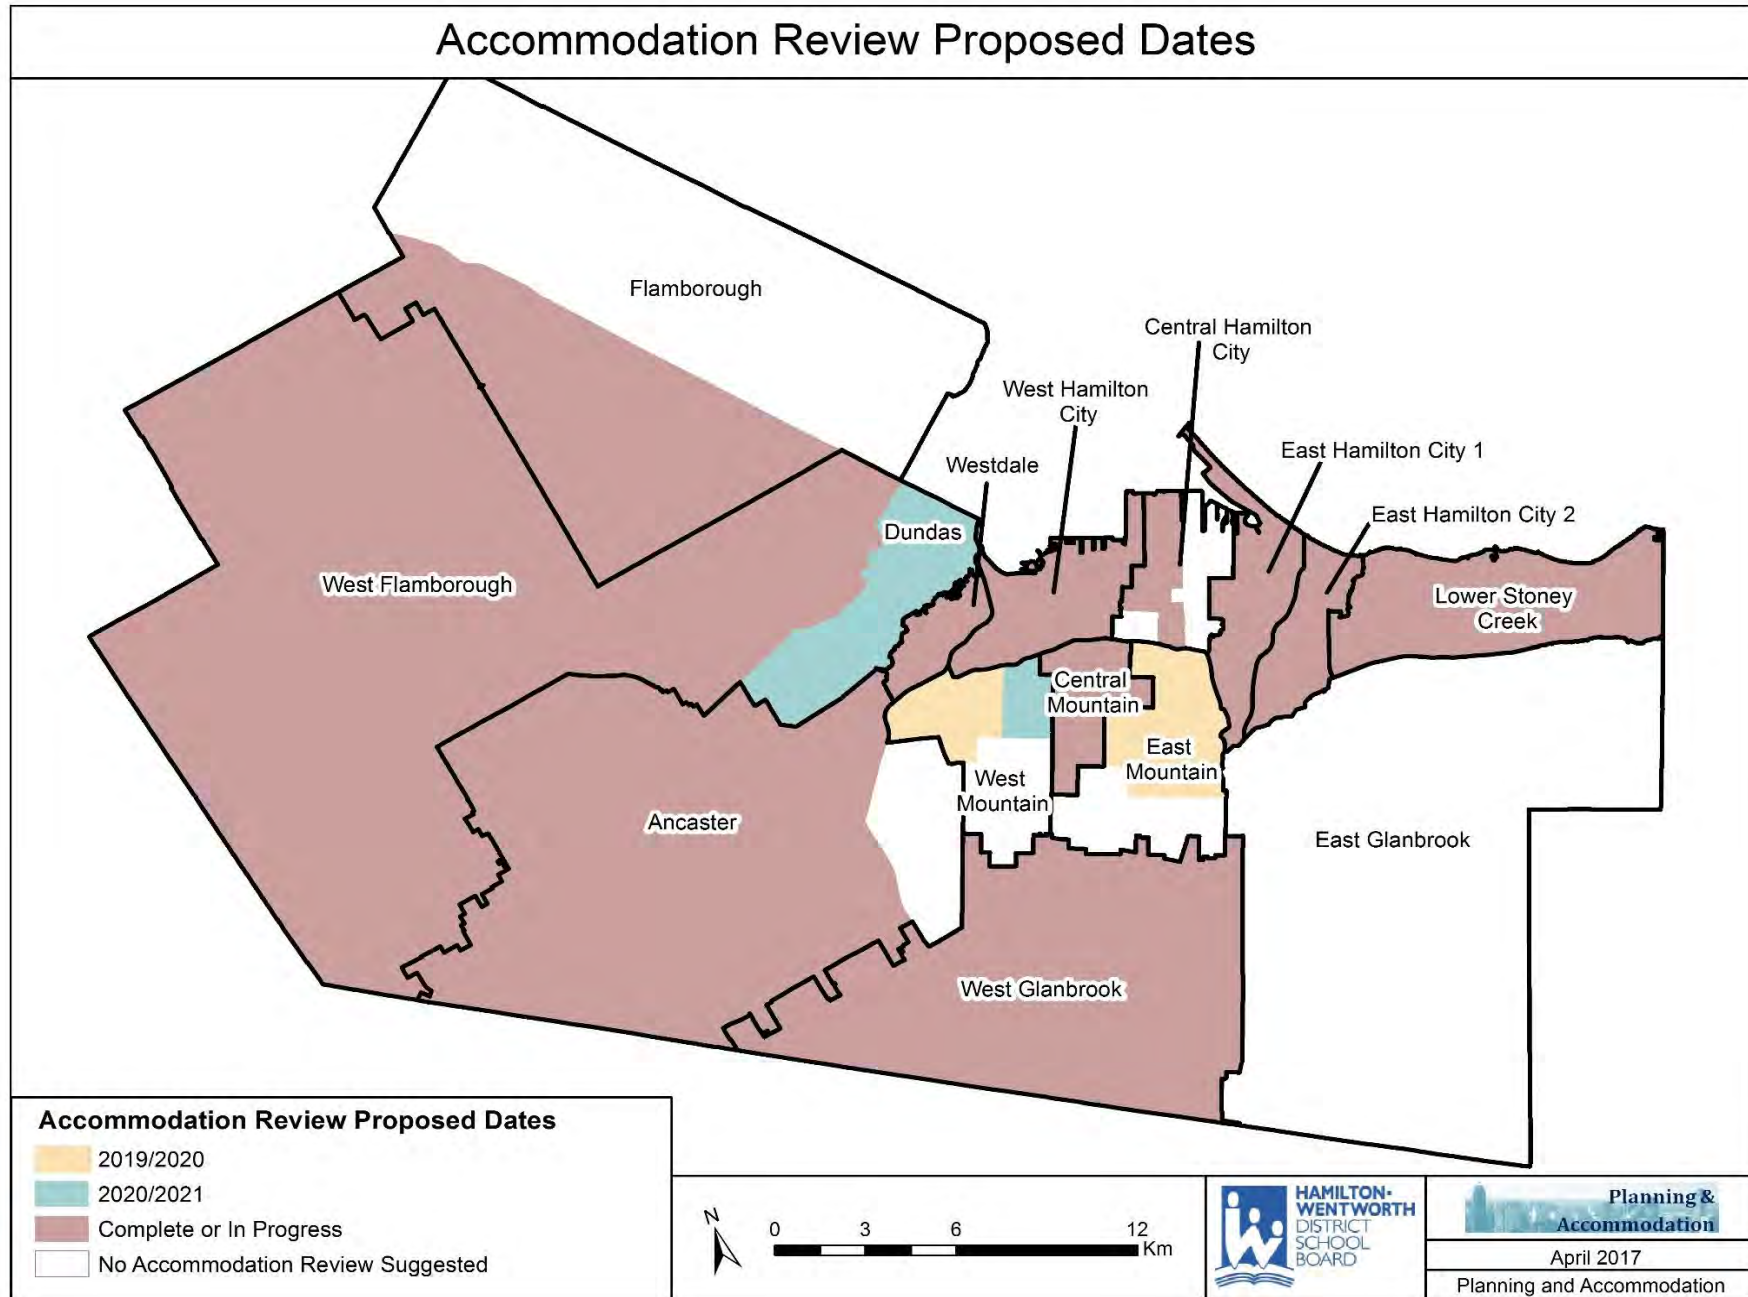 Accommodation Review Proposed Dates
Flamborough
Central Hamilton
City
West Hamilton
City
Westdale
East Hamilton City 1
East Hamilton City 2
Dundas
West Flamborough
Lower Stoney
Creek
Central
Mountain
East
Mountain
West
Mountain
Ancaster
East Glanbrook
West Glanbrook
Accommodation Review Proposed Dates
2019/2020
2020/2021
Complete or In Progress
No Accommodation Review Suggested
N
0 3 6 12
Km
HAMILTON-
WENTWORTH
DISTRICT
SCHOOL
BOARD
Planning &
Accommodation
April 2017
Planning and Accommodation